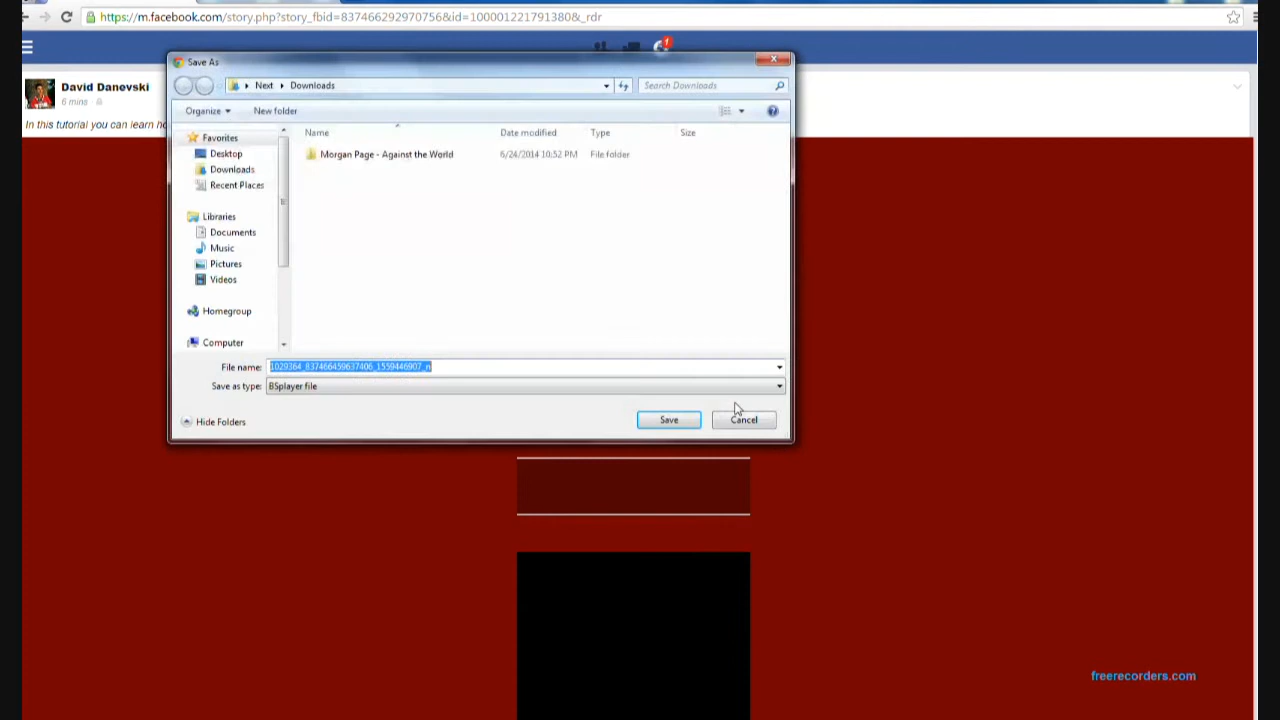 https://m.facebook.com/story.php?story_fbid=837466292970756&id=100001221791380&_rdr
1
Save As
Next
Downloads
Search Downloads
David Danevski
6 mins
Organize
New folder
In this tutorial you can learn
Favorites
Desktop
Downloads
Recent Places
Libraries
Documents
Music
Pictures
Videos
Homegroup
Computer
Name
Date modified
Type
Size
Morgan Page - Against the World
6/24/2014 10:52 PM
File folder
File name:
1029364_837466459637406_1559446907_n
Save as type:
BSplayer file
Hide Folders
Save
Cancel
freerecorders.com